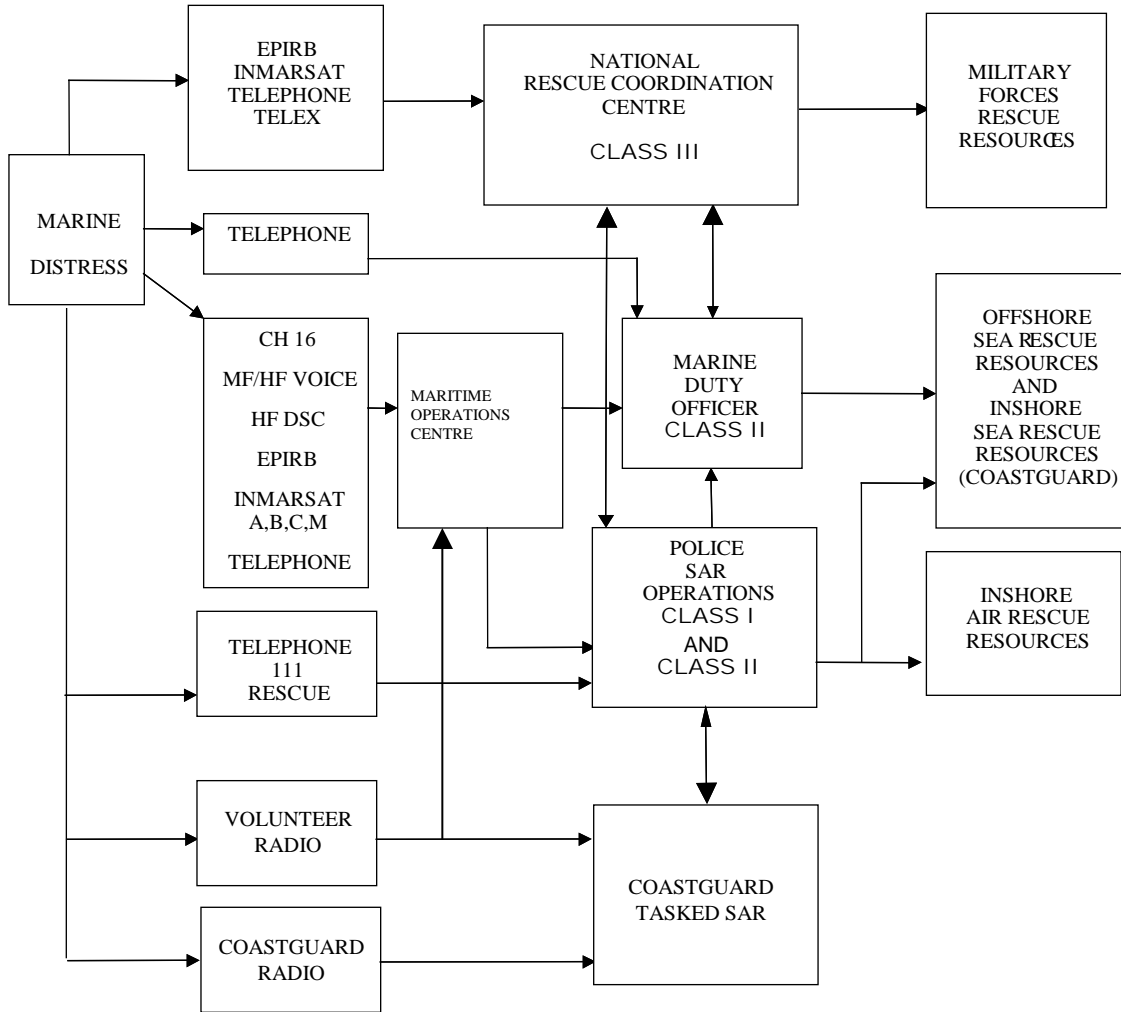 EPIRB
INMARSAT
TELEPHONE
TELEX
NATIONAL
RESCUE COORDINATION
CENTRE
CLASS III
MILITARY
FORCES
RESCUE
RESOURCES
MARINE
DISTRESS
TELEPHONE
CH 16
MF/HF VOICE
HF DSC
EPIRB
INMARSAT
A,B,C,M
TELEPHONE
MARITIME
OPERATIONS
CENTRE
MARINE
DUTY
OFFICER
CLASS II
OFFSHORE
SEA RESCUE
RESOURCES
AND
INSHORE
SEA RESCUE
RESOURCES
(COASTGUARD)
POLICE
SAR
OPERATIONS
CLASS I
AND
CLASS II
INSHORE
AIR RESCUE
RESOURCES
TELEPHONE
111
RESCUE
VOLUNTEER
RADIO
COASTGUARD
TASKED SAR
COASTGUARD
RADIO